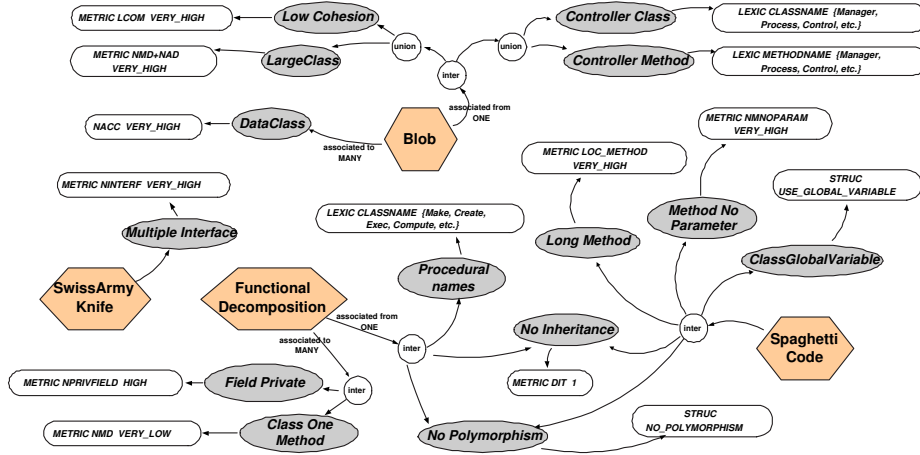 METRIC LCOM VERY_HIGH
Low Cohesion
union
METRIC NMD+NAD
VERY_HIGH
LargeClass
inter
union
Controller Class
LEXIC CLASSNAME {Manager,
Process, Control, etc.}
Controller Method
LEXIC METHODNAME {Manager,
Process, Control, etc.}
associated from
ONE
NACC VERY_HIGH
DataClass
associated to
MANY
Blob
METRIC NINTERF VERY_HIGH
Multiple Interface
SwissArmy
Knife
LEXIC CLASSNAME {Make, Create,
Exec, Compute, etc.}
Procedural
names
Functional
Decomposition
associated from
ONE
associated to
MANY
inter
METRIC LOC_METHOD
VERY_HIGH
Long Method
METRIC NMNOPARAM
VERY_HIGH
Method No
Parameter
STRUC
USE_GLOBAL_VARIABLE
ClassGlobalVariable
inter
Spaghetti
Code
No Inheritance
METRIC DIT 1
METRIC NPRIVFIELD HIGH
Field Private
inter
METRIC NMD VERY_LOW
Class One
Method
No Polymorphism
STRUC
NO_POLYMORPHISM